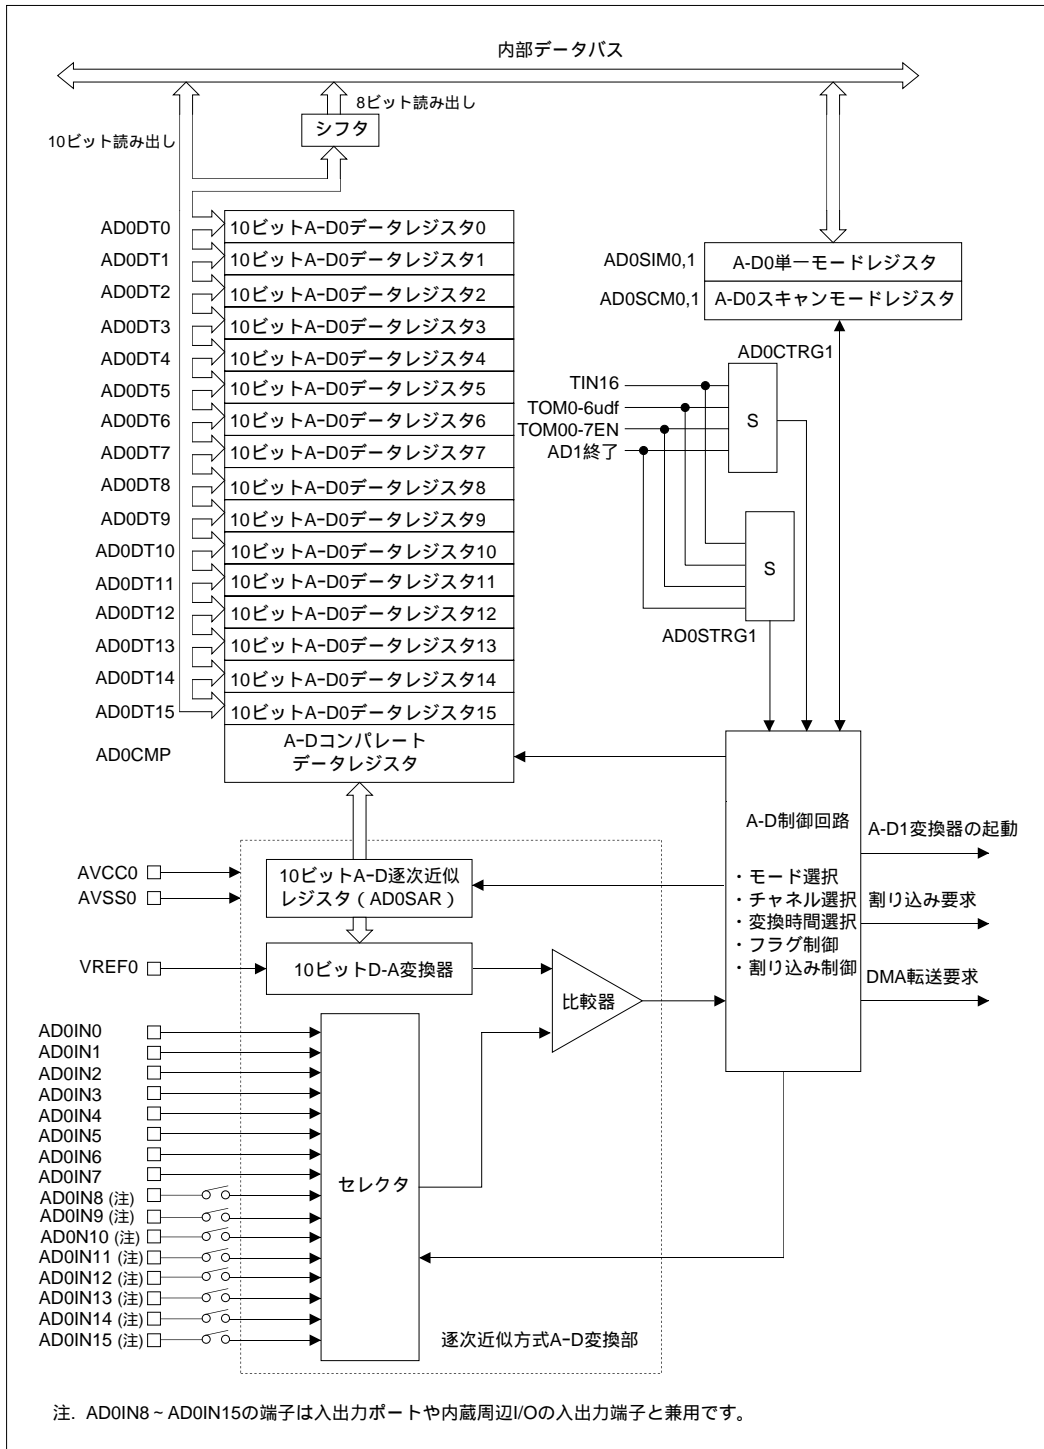 内部データバス
8ビット読み出し
シフタ
10ビット読み出し
AD0DT0 10ビットA-D0データレジスタ0
AD0DT1 10ビットA-D0データレジスタ1
AD0DT2 10ビットA-D0データレジスタ2
AD0DT3 10ビットA-D0データレジスタ3
AD0DT4 10ビットA-D0データレジスタ4
AD0DT5 10ビットA-D0データレジスタ5
AD0DT6 10ビットA-D0データレジスタ6
AD0DT7 10ビットA-D0データレジスタ7
AD0DT8 10ビットA-D0データレジスタ8
AD0DT9 10ビットA-D0データレジスタ9
AD0DT10 10ビットA-D0データレジスタ10
AD0DT11 10ビットA-D0データレジスタ11
AD0DT12 10ビットA-D0データレジスタ12
AD0DT13 10ビットA-D0データレジスタ13
AD0DT14 10ビットA-D0データレジスタ14
AD0DT15 10ビットA-D0データレジスタ15
AD0CMP A-Dコンパレート
データレジスタ
AD0SIM0,1 A-D0単一モードレジスタ
AD0SCM0,1 A-D0スキャンモードレジスタ
AD0CTRG1
TIN16
TOM0-6udf
TOM00-7EN
AD1終了
S
S
AD0STRG1
A-D制御回路
・モード選択
・チャネル選択
・変換時間選択
・フラグ制御
・割り込み制御
A-D1変換器の起動
割り込み要求
DMA転送要求
AVCC0
AVSS0
10ビットA-D逐次近似
レジスタ（AD0SAR）
VREF0
10ビットD-A変換器
比較器
AD0IN0
AD0IN1
AD0IN2
AD0IN3
AD0IN4
AD0IN5
AD0IN6
AD0IN7
AD0IN8 (注)
AD0IN9 (注)
AD0N10 (注)
AD0IN11 (注)
AD0IN12 (注)
AD0IN13 (注)
AD0IN14 (注)
AD0IN15 (注)
セレクタ
逐次近似方式A-D変換部
注. AD0IN8～AD0IN15の端子は入出力ポートや内蔵周辺I/Oの入出力端子と兼用です。